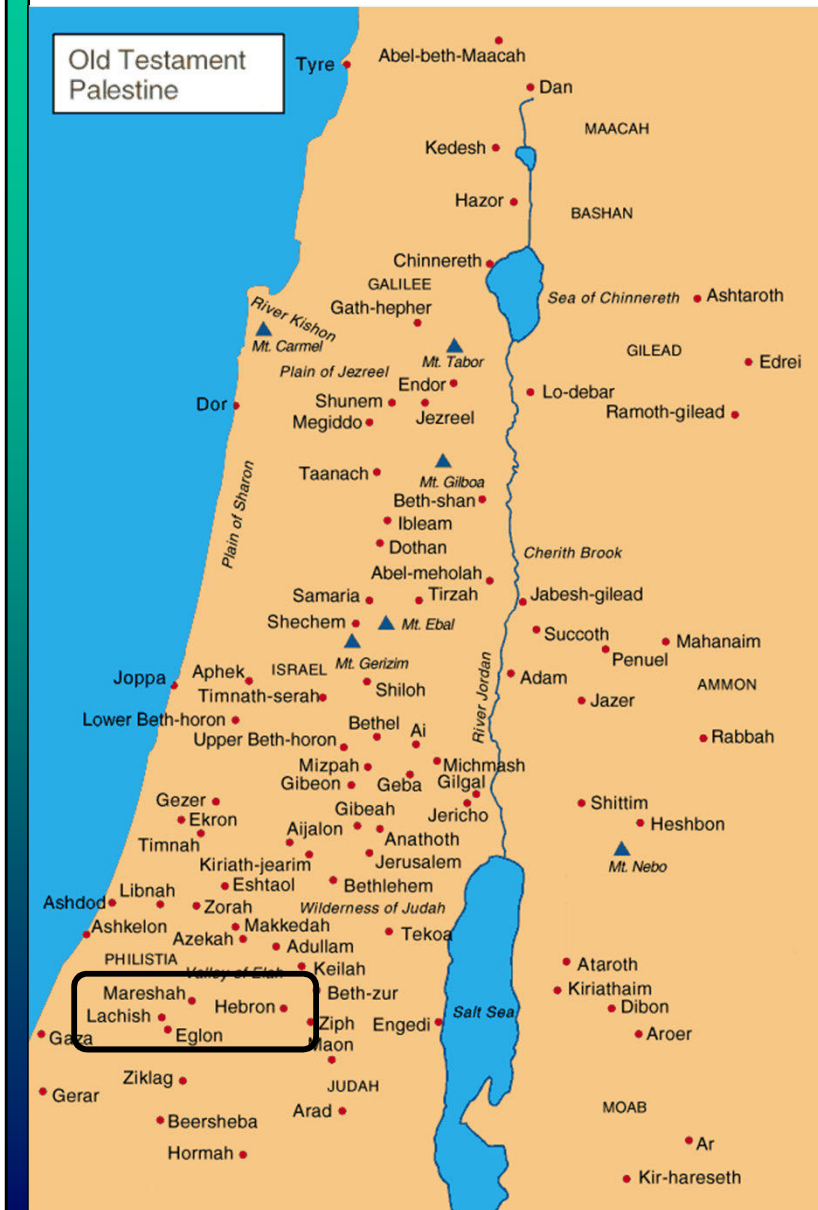 Old Testament
Palestine
Tyre
Abel-beth-Maacah
Dan
MAACAH
Kedesh
Hazor
BASHAN
Chinnereth
GALILEE
Sea of Chinnereth
Ashtaroth
Gath-hepher
River Kishon
Mt. Carmel
Mt. Tabor
GILEAD
Edrei
Plain of Jezreel
Endor
Lo-debar
Dor
Shunem
Jezreel
Ramoth-gilead
Megiddo
Taanach
Mt. Gilboa
Plain of Sharon
Beth-shan
Ibleam
Dothan
Cherith Brook
Abel-meholah
Samaria
Tirzah
Jabesh-gilead
Shechem
Mt. Ebal
Succoth
Mahanaim
Mt. Gerizim
Penuel
Joppa
Aphek
ISRAEL
Shiloh
River Jordan
Adam
AMMON
Timnath-serah
Jazer
Lower Beth-horon
Bethel
Ai
Upper Beth-horon
Rabbah
Mizpah
Michmash
Gibeon
Geba
Gilgal
Gezer
Gibeah
Jericho
Shittim
Ekron
Aijalon
Anathoth
Heshbon
Timnah
Kiriath-jearim
Jerusalem
Mt. Nebo
Libnah
Eshtaol
Bethlehem
Ashdod
Zorah
Wilderness of Judah
Ashkelon
Makkedah
Tekoa
Azekah
Adullam
PHILISTIA
Valley of Elah
Keilah
Ataroth
Mareshah
Hebron
Beth-zur
Kiriathaim
Lachish
Salt Sea
Dibon
Gaza
Eglon
Ziph
Engedi
Aroer
Maon
Ziklag
JUDAH
Gerar
Arad
MOAB
Beersheba
Hormah
Ar
Kir-hareseth